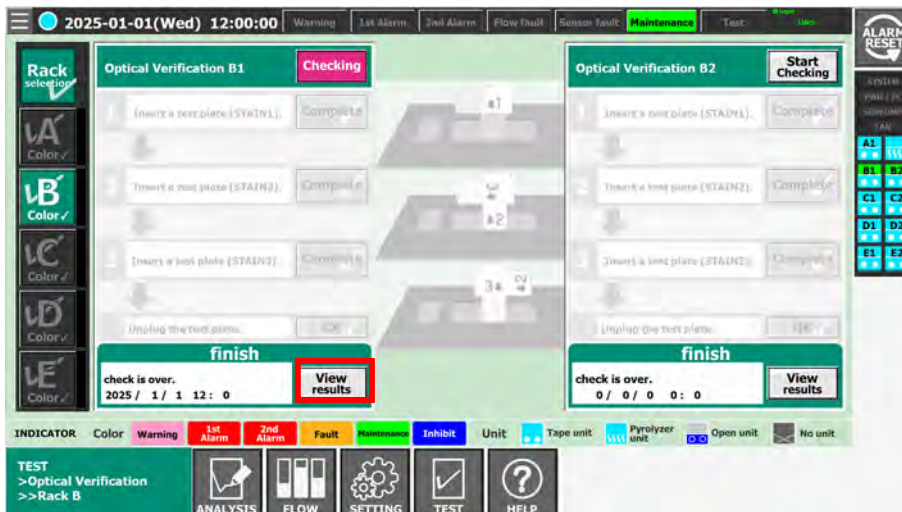 2025-01-01(Wed) 12:00:00 Warning 1st Alarm 2nd Alarm Flow fault Sensor fault Maintenance Test
ALARM
RESET
Rack
selection
A
Color✓
B
Color✓
C
Color✓
D
Color✓
E
Color✓
Optical Verification B1
Checking
Insert a test plate (STAIN1).
Complete
Insert a test plate (STAIN2).
Complete
Insert a test plate (STAIN3).
Complete
Unplug the test plate.
finish
check is over.
2025/ 1/ 1 12: 0
View
results
Optical Verification B2
Start
Checking
Insert a test plate (STAIN1).
Complete
Insert a test plate (STAIN2).
Complete
Insert a test plate (STAIN3).
Complete
Unplug the test plate.
finish
check is over.
0/ 0/ 0 0: 0
View
results
A1
B1 B2
C1 C2
D1 D2
E1 E2
INDICATOR Color Warning 1st Alarm 2nd Alarm Fault Maintenance Inhibit Unit Tape unit Pyrolyzer unit Open unit No unit
TEST
>Optical Verification
>>Rack B
ANALYSIS FLOW SETTING TEST HELP